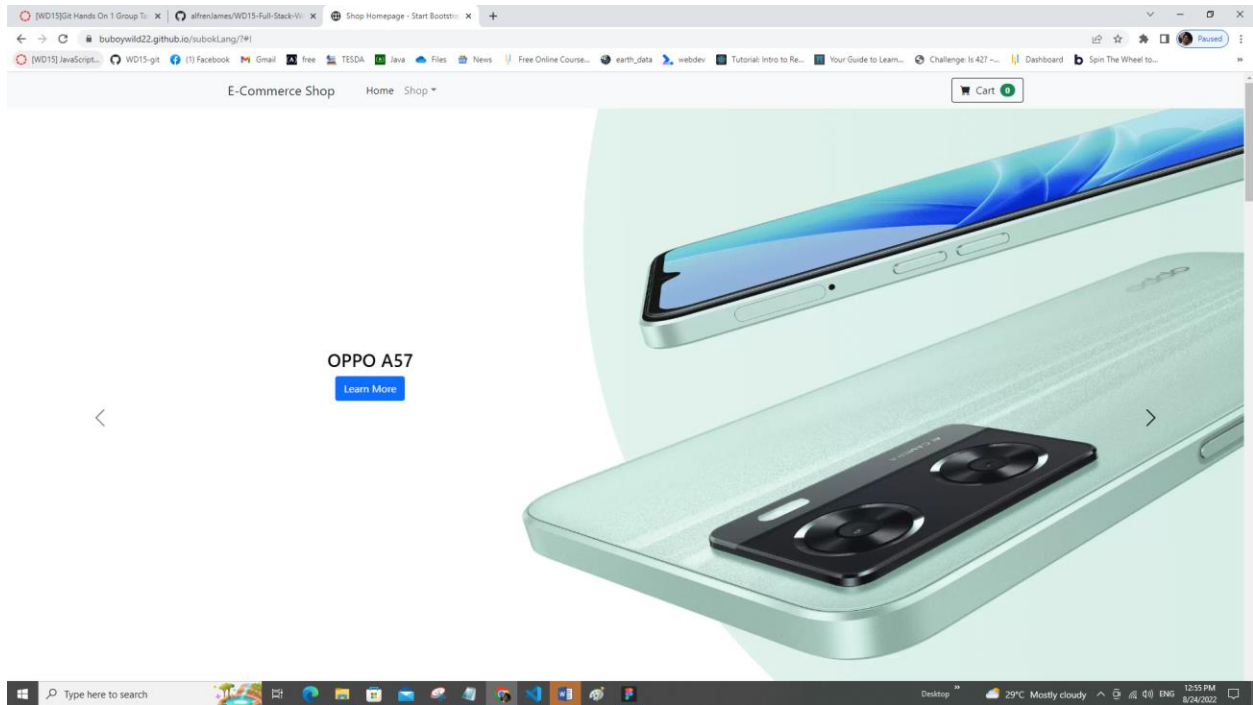 [WD15]Git Hands On 1 Group Ta
alfrenJames/WD15-Full-Stack-Vi
Shop Homepage - Start Bootstra
buboywild22.github.io/subokLang/?#!
Paused
[WD15] JavaScript...
WD15-git
(1) Facebook
Gmail
free
TESDA
Java
Files
News
Free Online Course...
earth_data
webdev
Tutorial: Intro to Re...
Your Guide to Learn...
Challenge: Is 42? –...
Dashboard
Spin The Wheel to...
E-Commerce Shop
Home
Shop
Cart 0
OPPO A57
Learn More
oppo
AI CAMERA
Type here to search
Desktop
29°C Mostly cloudy
ENG
12:55 PM
8/24/2022